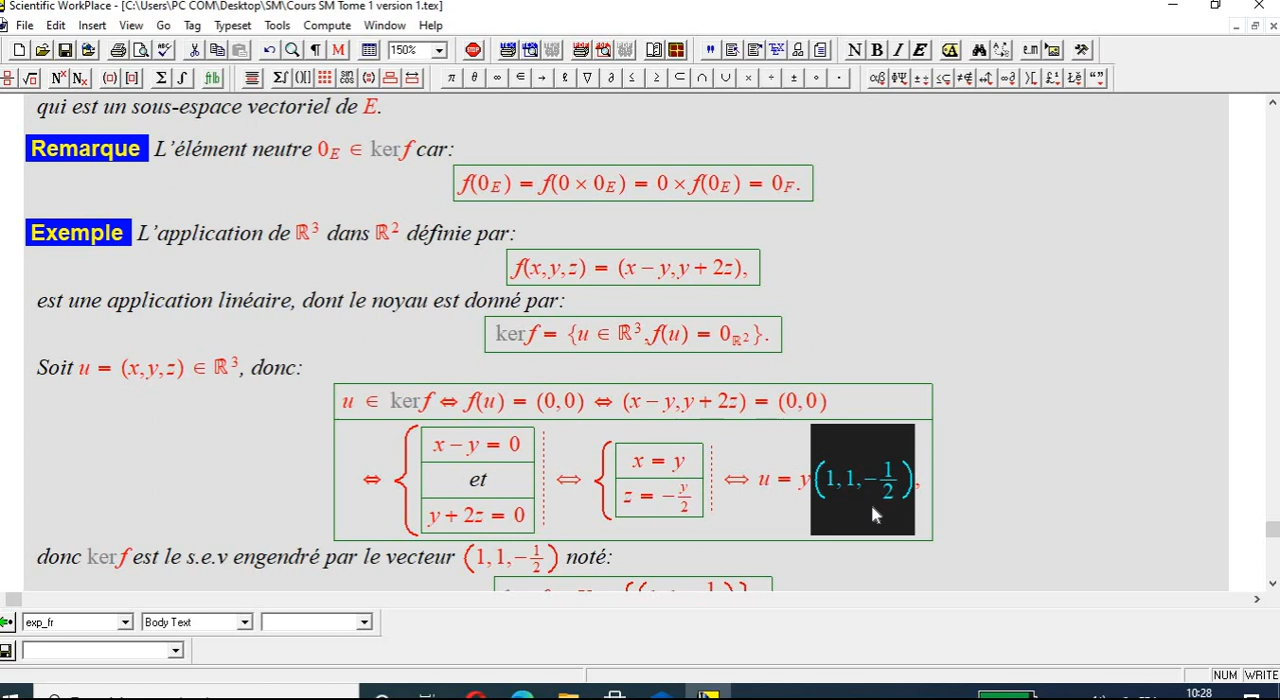 Scientific WorkPlace - [C:\Users\PC COM\Desktop\SM\Cours SM Tome 1 version 1.tex]
File Edit Insert View Go Tag Typeset Tools Compute Window Help
150%
qui est un sous-espace vectoriel de E.
Remarque L'élément neutre 0_E ∈ ker f car:
f(0_E) = f(0 × 0_E) = 0 × f(0_E) = 0_F.
Exemple L'application de ℝ³ dans ℝ² définie par:
f(x,y,z) = (x − y,y + 2z),
est une application linéaire, dont le noyau est donné par:
ker f = {u ∈ ℝ³,f(u) = 0_ℝ²}.
Soit u = (x,y,z) ∈ ℝ³, donc:
u ∈ ker f ⇔ f(u) = (0,0) ⇔ (x − y,y + 2z) = (0,0)
⇔ { x − y = 0 et y + 2z = 0 ⇔ { x = y z = −y/2 ⇔ u = y(1,1,−1/2),
donc ker f est le s.e.v engendré par le vecteur (1,1,−1/2) noté:
exp_fr Body Text
NUM WRITE
10:28